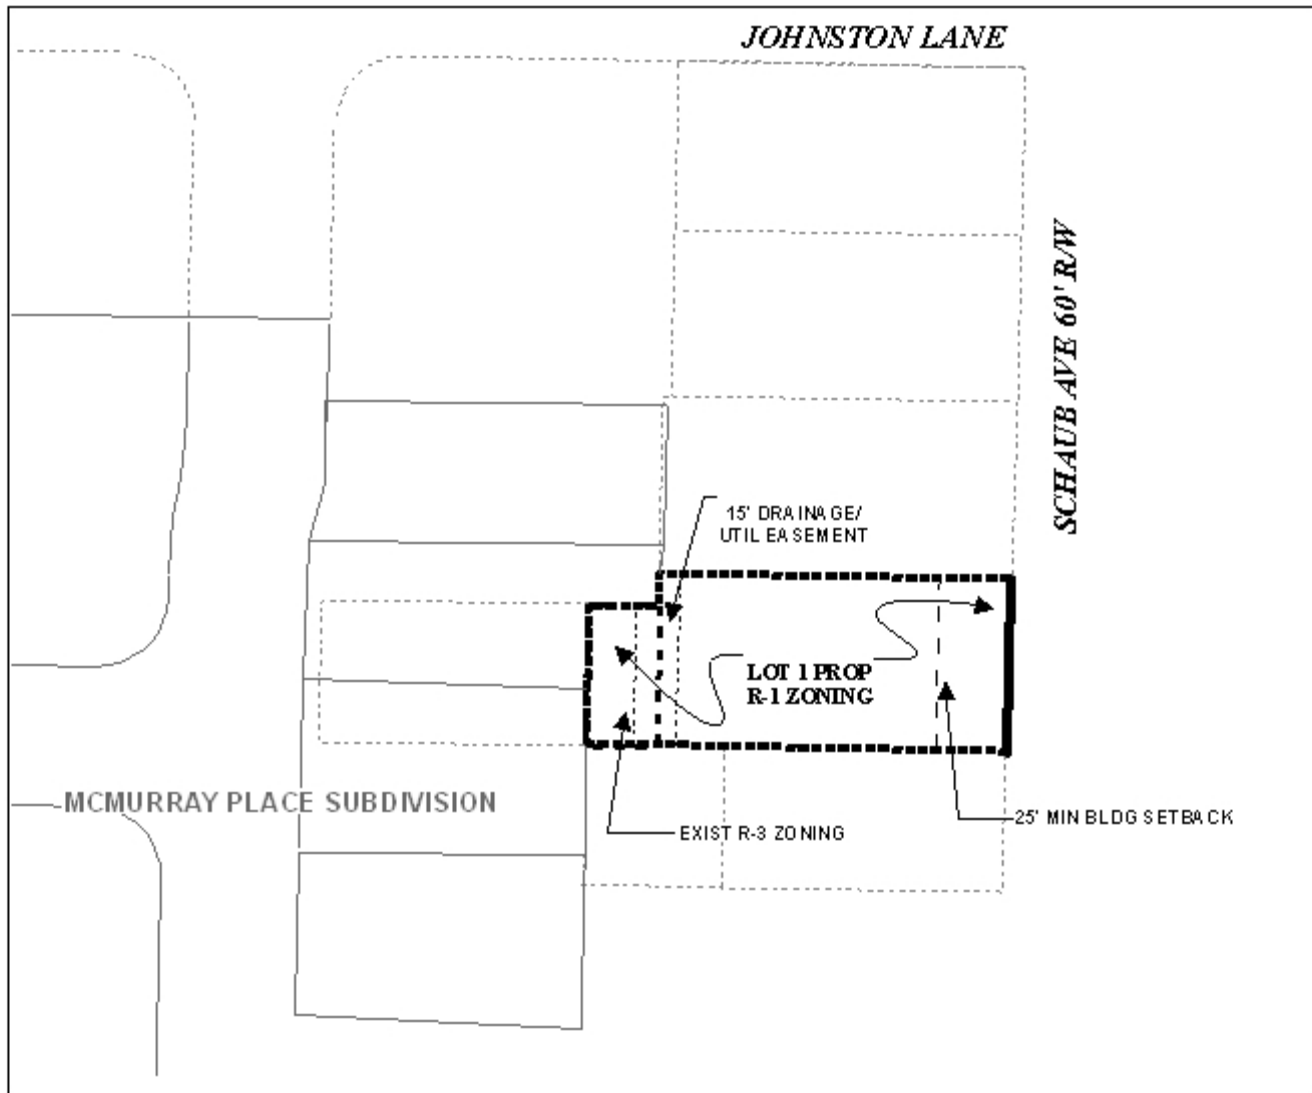 JOHNSTON LANE
SCHAUB AVE 60' R/W
15' DRAINAGE/
UTIL EASEMENT
LOT 1 PROP
R-1 ZONING
MCMURRAY PLACE SUBDIVISION
EXIST R-3 ZONING
25' MIN BLDG SETBACK